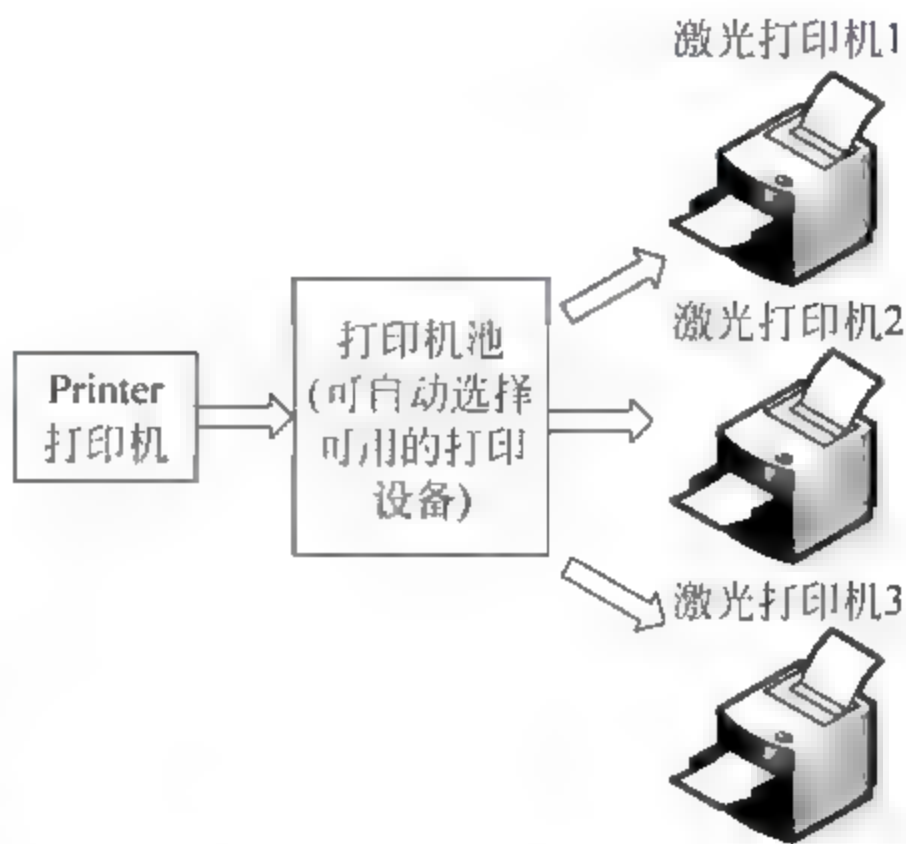 激光打印机1
Printer
打印机
打印机池
(可自动选择
可用的打印
设备)
激光打印机2
激光打印机3